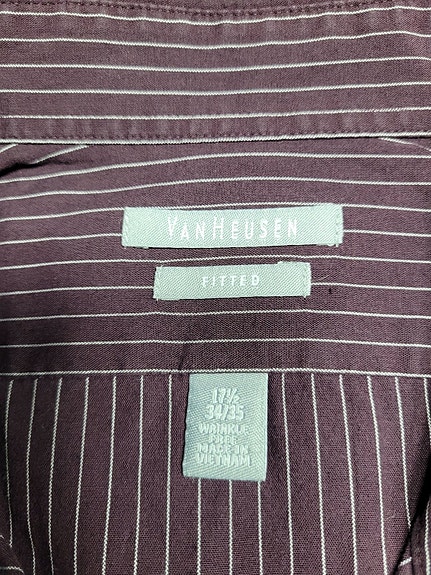 VANHEUSEN
FITTED
17½
34/35
WRINKLE
FREE
MADE IN
VIETNAM